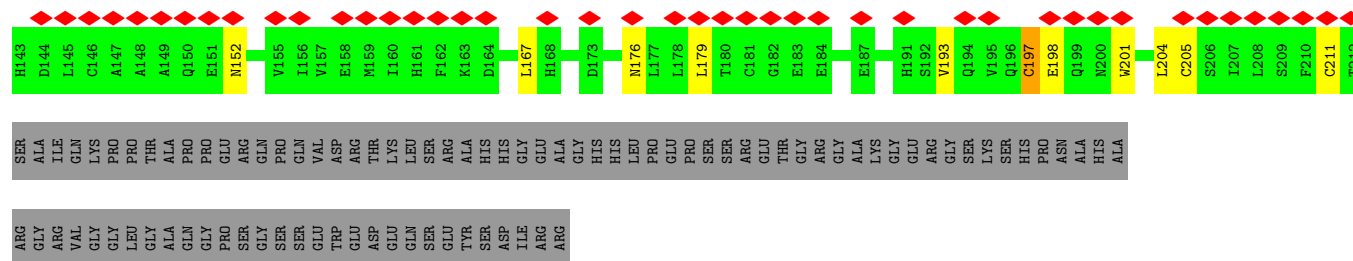 H143 D144 L145 C146 A147 A148 A149 Q150 E151 N152 V155 I156 V157 E158 M159 I160 H161 F162 K163 D164 L167 H168 D173 N176 L177 L178 L179 T180 C181 G182 E183 E184 E187 H191 S192 V193 Q194 V195 Q196 C197 E198 Q199 N200 W201 L204 C205 S206 I207 L208 S209 F210 C211
SER ALA ILE GLN LYS PRO PRO THR ALA PRO PRO GLU ARG GLN PRO GLN VAL ASP ARG THR LYS LEU SER ARG ALA HIS HIS GLY GLU ALA GLY HIS HIS LEU PRO GLU PRO SER SER ARG GLU THR GLY ARG GLY ALA LYS GLY GLU ARG GLY SER LYS SER HIS PRO ASN ALA HIS ALA
ARG GLY ARG VAL GLY GLY LEU GLY ALA GLN GLY PRO SER GLY SER SER GLU TRP GLU ASP GLU GLN SER GLU TYR SER ASP ILE ARG ARG